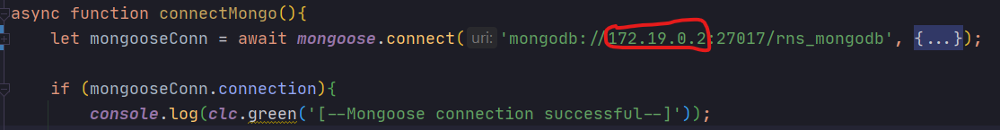 async function connectMongo(){
let mongooseConn = await mongoose.connect( uri: 'mongodb://172.19.0.2:27017/rns_mongodb', {...});
if (mongooseConn.connection){
console.log(clc.green('[--Mongoose connection successful--]'));